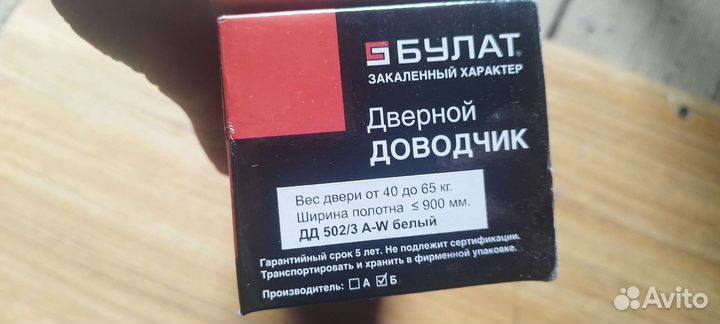 БУЛАТ
ЗАКАЛЕННЫЙ ХАРАКТЕР
Дверной
ДОВОДЧИК
Вес двери от 40 до 65 кг.
Ширина полотна ≤ 900 мм.
ДД 502/3 A-W белый
Гарантийный срок 5 лет. Не подлежит сертификации.
Транспортировать и хранить в фирменной упаковке.
Производитель: ☐ А ☑ Б
Avito